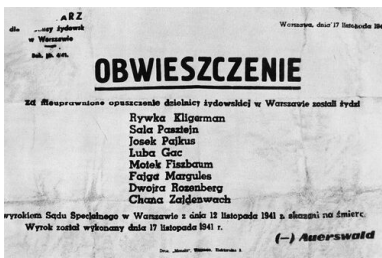 ARZ
Warszawa, dnia 17 listopada
żydowsk
w Warszawie
OBWIESZCZENIE
Za nieuprawnione opuszczenie dzielnicy żydowskiej w Warszawie zostali żydzi
Rywka Kligerman
Sala Pasztejn
Josek Pajkus
Luba Gac
Motek Fiszbaum
Fajga Margules
Dwojra Rozenberg
Chana Zajdenwach
wyrokiem Sądu Specjalnego w Warszawie z dnia 12 listopada 1941 r. skazani na śmierć.
Wyrok został wykonany dnia 17 listopada 1941 r.
(—) Auerswald